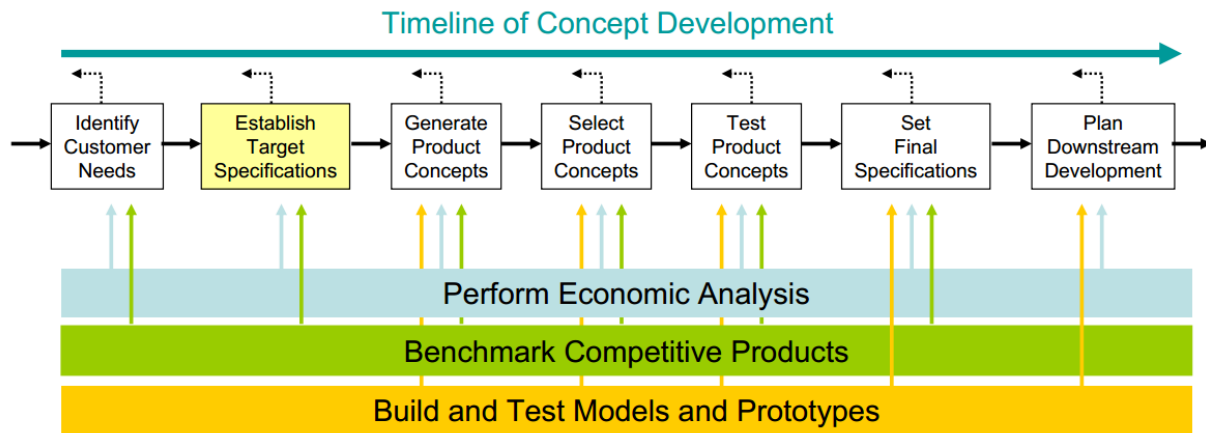 Timeline of Concept Development
Identify
Customer
Needs
Establish
Target
Specifications
Generate
Product
Concepts
Select
Product
Concepts
Test
Product
Concepts
Set
Final
Specifications
Plan
Downstream
Development
Perform Economic Analysis
Benchmark Competitive Products
Build and Test Models and Prototypes